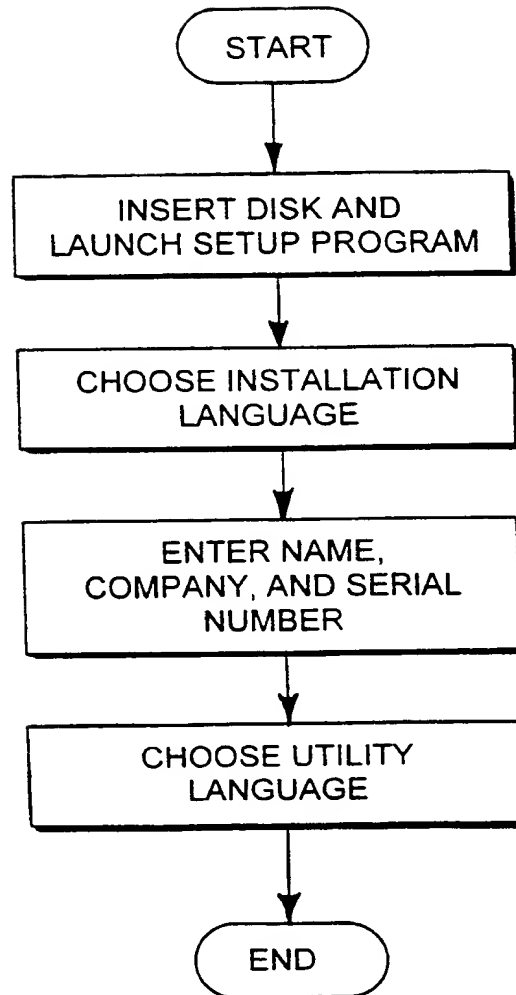 START
INSERT DISK AND
LAUNCH SETUP PROGRAM
CHOOSE INSTALLATION
LANGUAGE
ENTER NAME,
COMPANY, AND SERIAL
NUMBER
CHOOSE UTILITY
LANGUAGE
END